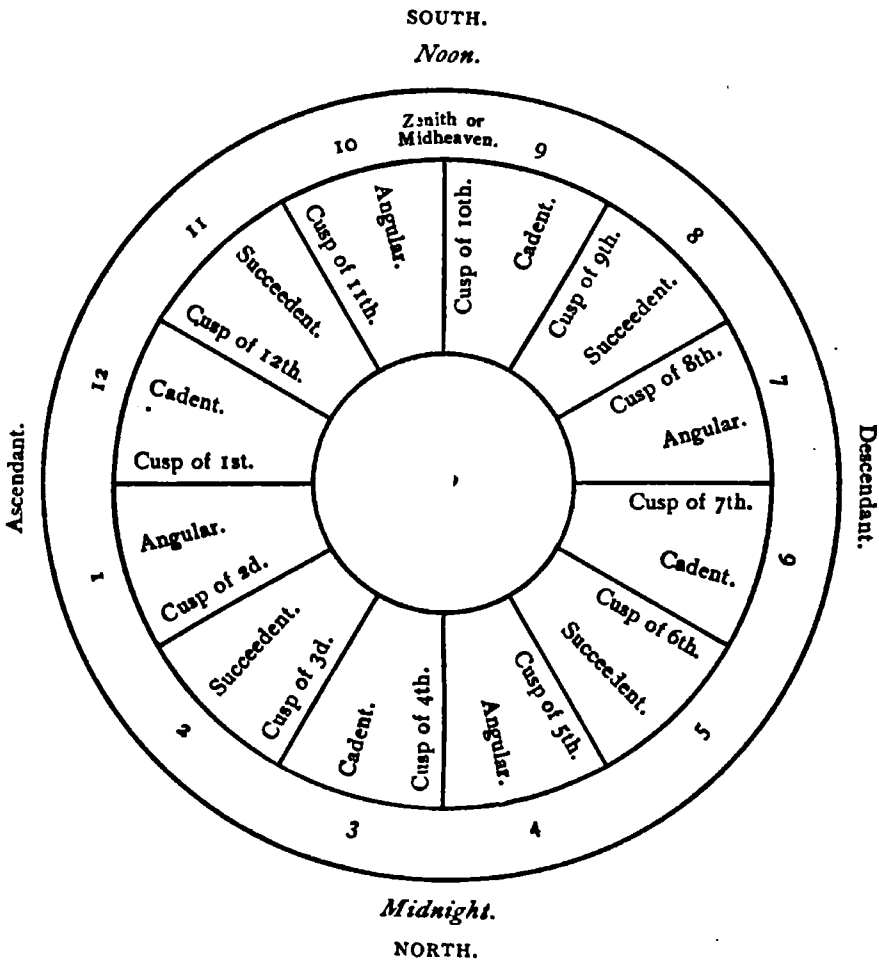 SOUTH.
Noon.
Zenith or
Midheaven.
10
9
11
8
12
7
1
6
2
5
3
4
Angular.
Cusp of 11th.
Cusp of 10th.
Cadent.
Succeedent.
Cusp of 12th.
Cusp of 9th.
Succeedent.
Cadent.
Cusp of 1st.
Cusp of 8th.
Angular.
Ascendant.
Descendant.
Angular.
Cusp of 2d.
Cusp of 7th.
Cadent.
Succeedent.
Cusp of 3d.
Cusp of 6th.
Succeedent.
Cadent.
Cusp of 4th.
Angular.
Cusp of 5th.
Midnight.
NORTH.